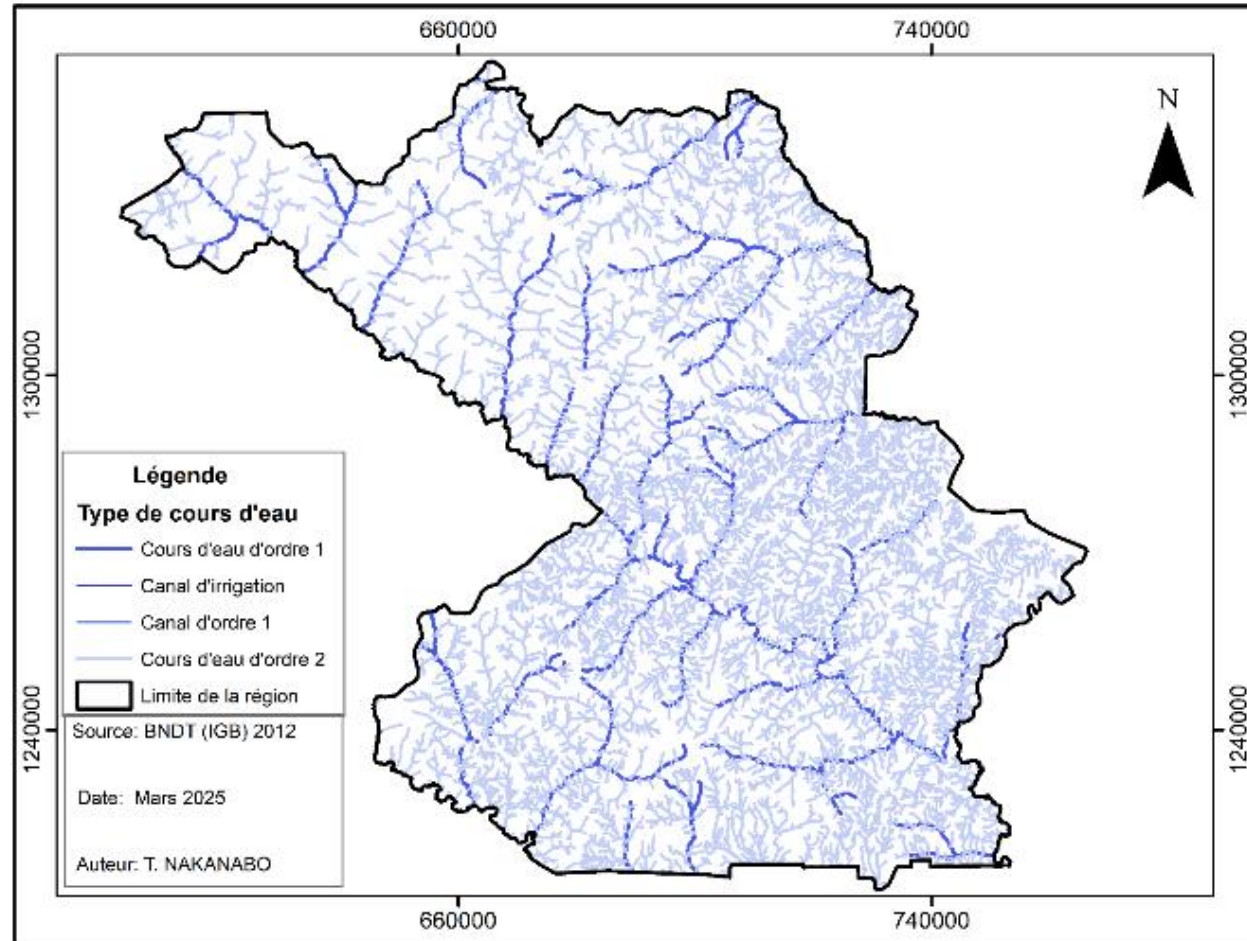 660000 740000
N
1300000 1300000
Légende
Type de cours d'eau
Cours d'eau d'ordre 1
Canal d'irrigation
Canal d'ordre 1
Cours d'eau d'ordre 2
Limite de la région
1240000 1240000
Source: BNDT (IGB) 2012
Date: Mars 2025
Auteur: T. NAKANABO
660000 740000